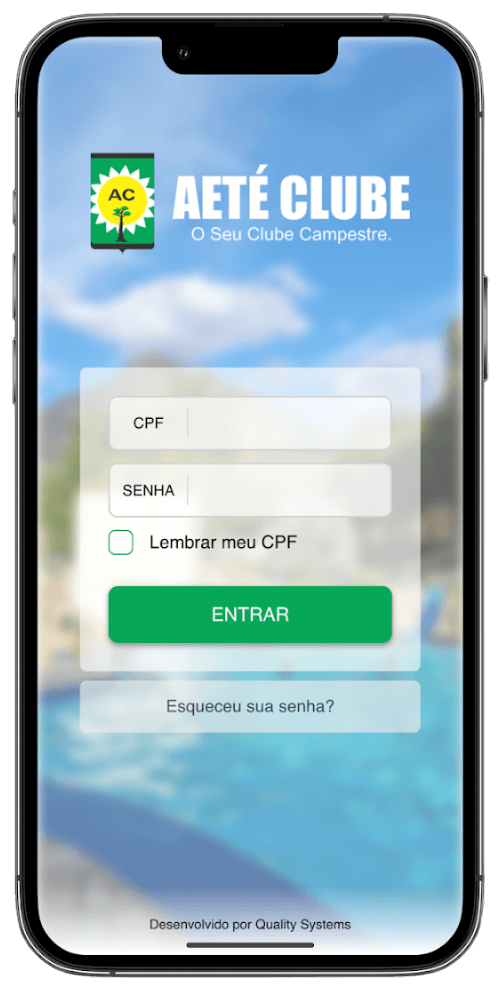 AC
AETÉ CLUBE
O Seu Clube Campestre.
CPF
SENHA
Lembrar meu CPF
ENTRAR
Esqueceu sua senha?
Desenvolvido por Quality Systems